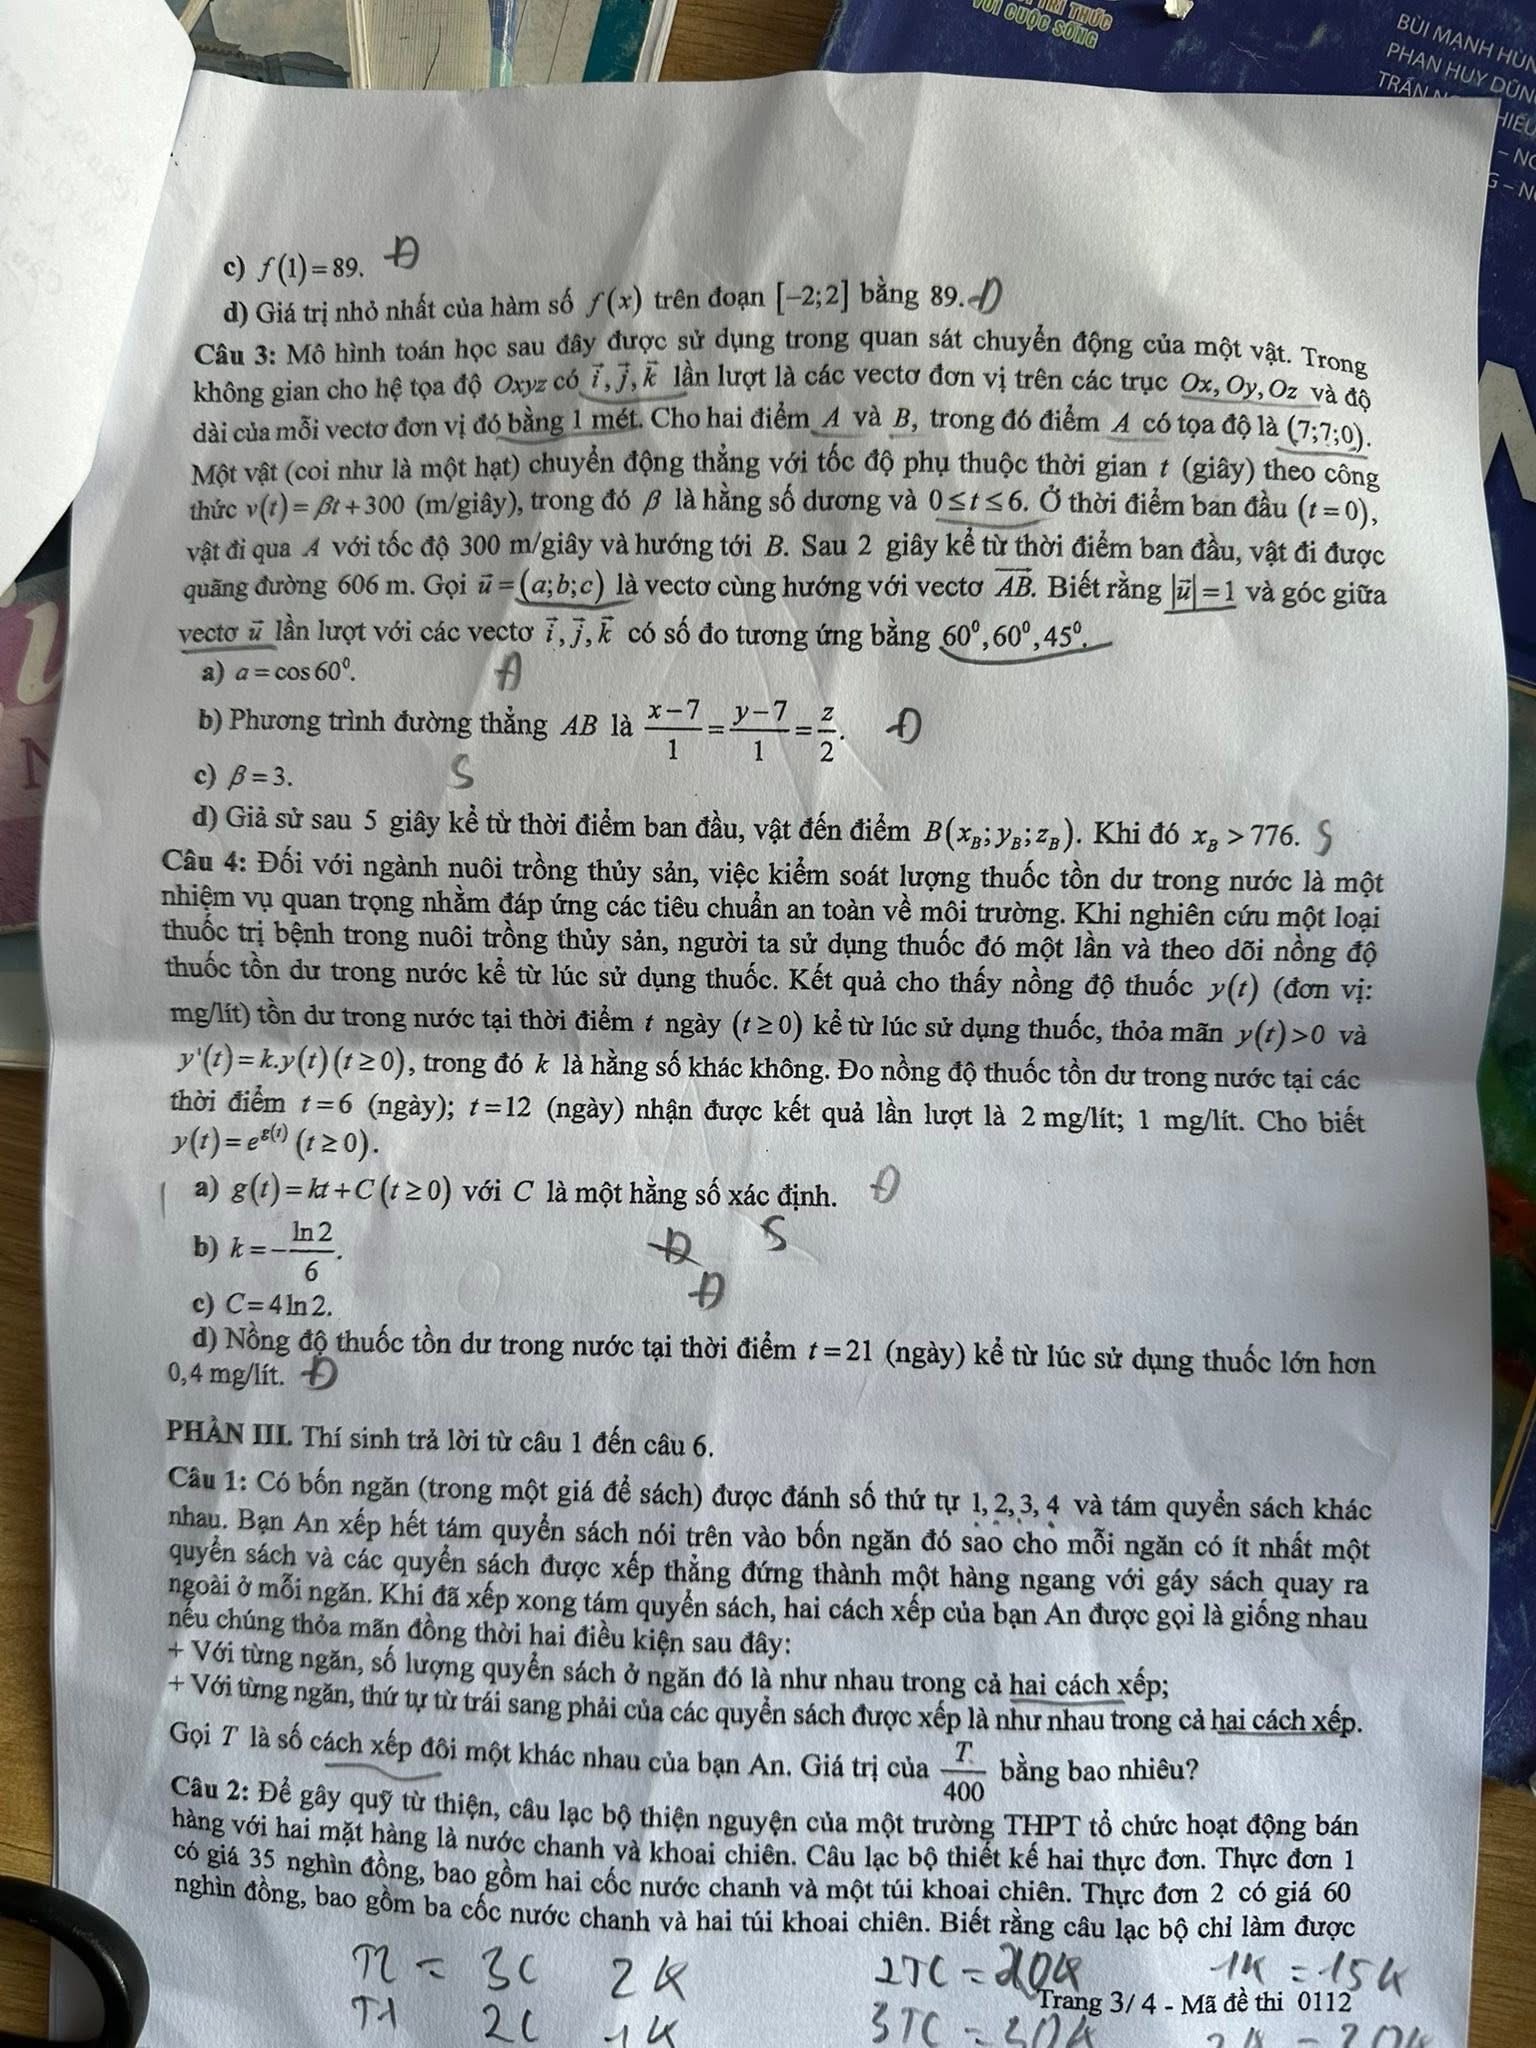 TRI THỨC
VỚI CUỘC SỐNG
BÙI MẠNH HÙN
PHAN HUY DŨN
TRẦN
HIẾU
– NG
G – N
c) f(1)=89. Đ
d) Giá trị nhỏ nhất của hàm số f(x) trên đoạn [−2;2] bằng 89. Đ
Câu 3: Mô hình toán học sau đây được sử dụng trong quan sát chuyển động của một vật. Trong
không gian cho hệ tọa độ Oxyz có i⃗, j⃗, k⃗ lần lượt là các vectơ đơn vị trên các trục Ox, Oy, Oz và độ
dài của mỗi vectơ đơn vị đó bằng 1 mét. Cho hai điểm A và B, trong đó điểm A có tọa độ là (7;7;0).
Một vật (coi như là một hạt) chuyển động thẳng với tốc độ phụ thuộc thời gian t (giây) theo công
thức v(t)=βt+300 (m/giây), trong đó β là hằng số dương và 0≤t≤6. Ở thời điểm ban đầu (t=0),
vật đi qua A với tốc độ 300 m/giây và hướng tới B. Sau 2 giây kể từ thời điểm ban đầu, vật đi được
quãng đường 606 m. Gọi u⃗=(a;b;c) là vectơ cùng hướng với vectơ AB⃗. Biết rằng |u⃗|=1 và góc giữa
vectơ u⃗ lần lượt với các vectơ i⃗, j⃗, k⃗ có số đo tương ứng bằng 60⁰, 60⁰, 45⁰.
a) a=cos60⁰. Đ
b) Phương trình đường thẳng AB là (x−7)/1 = (y−7)/1 = z/2. Đ
c) β=3. S
d) Giả sử sau 5 giây kể từ thời điểm ban đầu, vật đến điểm B(x_B; y_B; z_B). Khi đó x_B > 776. S
Câu 4: Đối với ngành nuôi trồng thủy sản, việc kiểm soát lượng thuốc tồn dư trong nước là một
nhiệm vụ quan trọng nhằm đáp ứng các tiêu chuẩn an toàn về môi trường. Khi nghiên cứu một loại
thuốc trị bệnh trong nuôi trồng thủy sản, người ta sử dụng thuốc đó một lần và theo dõi nồng độ
thuốc tồn dư trong nước kể từ lúc sử dụng thuốc. Kết quả cho thấy nồng độ thuốc y(t) (đơn vị:
mg/lít) tồn dư trong nước tại thời điểm t ngày (t≥0) kể từ lúc sử dụng thuốc, thỏa mãn y(t)>0 và
y'(t)=k.y(t)(t≥0), trong đó k là hằng số khác không. Đo nồng độ thuốc tồn dư trong nước tại các
thời điểm t=6 (ngày); t=12 (ngày) nhận được kết quả lần lượt là 2 mg/lít; 1 mg/lít. Cho biết
y(t)=e^g(t) (t≥0).
a) g(t)=kt+C (t≥0) với C là một hằng số xác định. Đ
b) k=−ln2/6. Đ S
Đ
c) C=4ln2.
d) Nồng độ thuốc tồn dư trong nước tại thời điểm t=21 (ngày) kể từ lúc sử dụng thuốc lớn hơn
0,4 mg/lít. Đ
PHẦN III. Thí sinh trả lời từ câu 1 đến câu 6.
Câu 1: Có bốn ngăn (trong một giá để sách) được đánh số thứ tự 1, 2, 3, 4 và tám quyển sách khác
nhau. Bạn An xếp hết tám quyển sách nói trên vào bốn ngăn đó sao cho mỗi ngăn có ít nhất một
quyển sách và các quyển sách được xếp thẳng đứng thành một hàng ngang với gáy sách quay ra
ngoài ở mỗi ngăn. Khi đã xếp xong tám quyển sách, hai cách xếp của bạn An được gọi là giống nhau
nếu chúng thỏa mãn đồng thời hai điều kiện sau đây:
+ Với từng ngăn, số lượng quyển sách ở ngăn đó là như nhau trong cả hai cách xếp;
+ Với từng ngăn, thứ tự từ trái sang phải của các quyển sách được xếp là như nhau trong cả hai cách xếp.
Gọi T là số cách xếp đôi một khác nhau của bạn An. Giá trị của T/400 bằng bao nhiêu?
Câu 2: Để gây quỹ từ thiện, câu lạc bộ thiện nguyện của một trường THPT tổ chức hoạt động bán
hàng với hai mặt hàng là nước chanh và khoai chiên. Câu lạc bộ thiết kế hai thực đơn. Thực đơn 1
có giá 35 nghìn đồng, bao gồm hai cốc nước chanh và một túi khoai chiên. Thực đơn 2 có giá 60
nghìn đồng, bao gồm ba cốc nước chanh và hai túi khoai chiên. Biết rằng câu lạc bộ chỉ làm được
= 3C 2K 1K = 15K
Trang 3/ 4 - Mã đề thi 0112
2C 1K